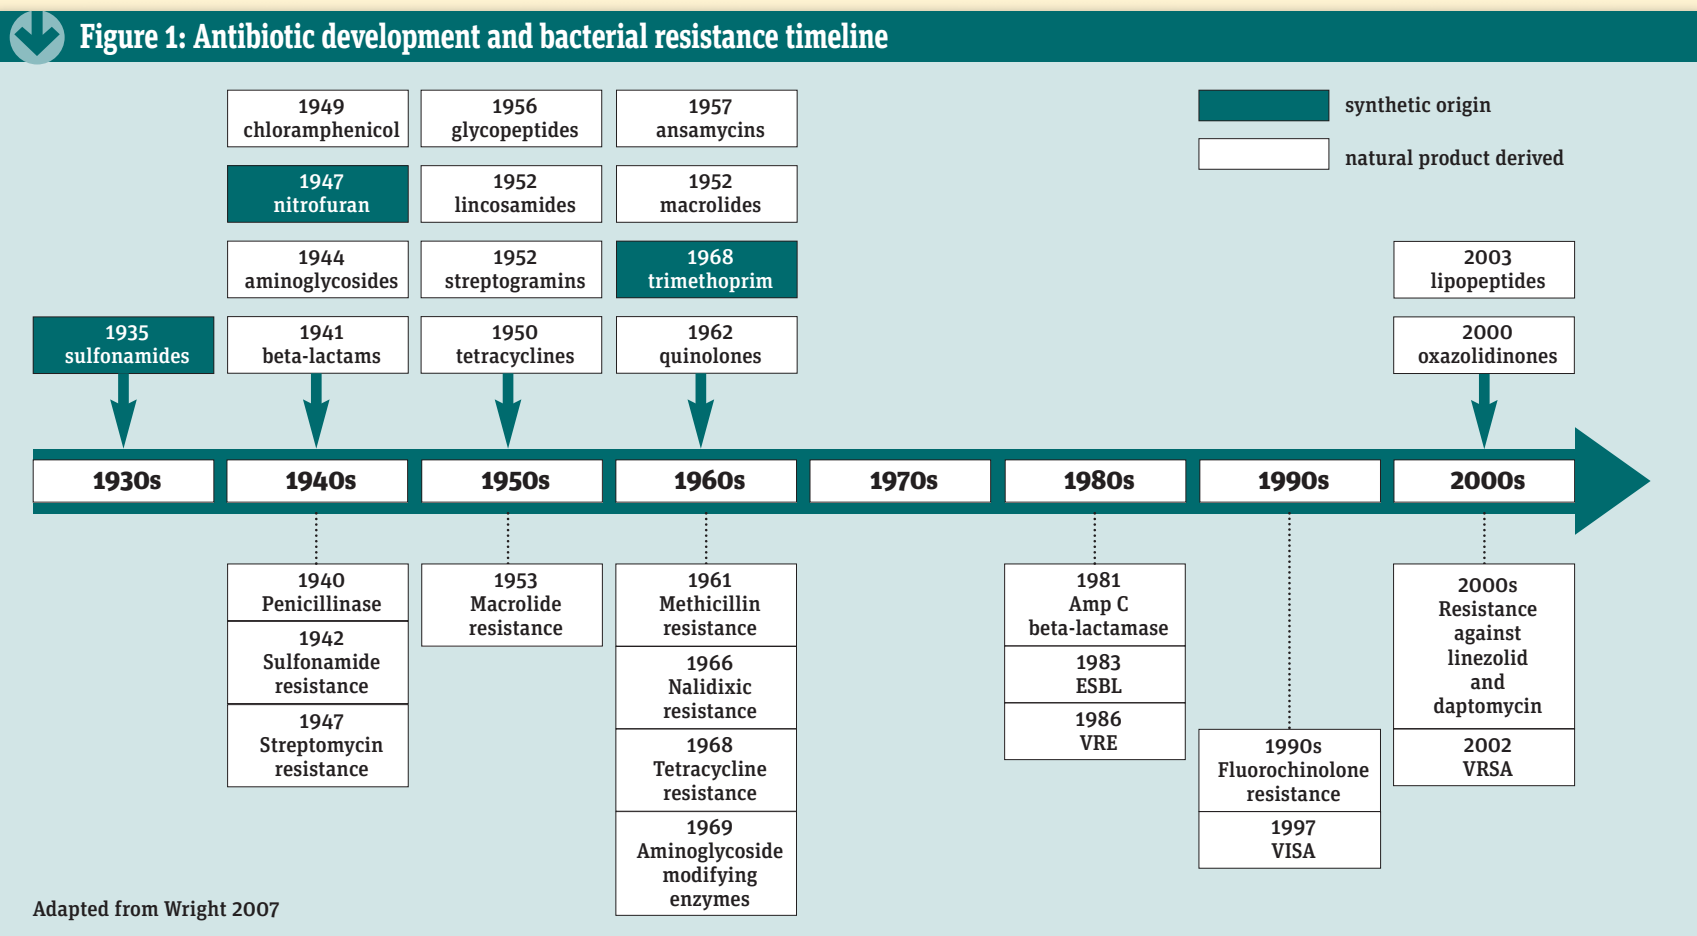 Figure 1: Antibiotic development and bacterial resistance timeline
synthetic origin
natural product derived
1949
chloramphenicol
1947
nitrofuran
1944
aminoglycosides
1941
beta-lactams
1956
glycopeptides
1952
lincosamides
1952
streptogramins
1950
tetracyclines
1957
ansamycins
1952
macrolides
1968
trimethoprim
1962
quinolones
1935
sulfonamides
2003
lipopeptides
2000
oxazolidinones
1930s
1940s
1950s
1960s
1970s
1980s
1990s
2000s
1940
Penicillinase
1942
Sulfonamide
resistance
1947
Streptomycin
resistance
1953
Macrolide
resistance
1961
Methicillin
resistance
1966
Nalidixic
resistance
1968
Tetracycline
resistance
1969
Aminoglycoside
modifying
enzymes
1981
Amp C
beta-lactamase
1983
ESBL
1986
VRE
1990s
Fluorochinolone
resistance
1997
VISA
2000s
Resistance
against
linezolid
and
daptomycin
2002
VRSA
Adapted from Wright 2007